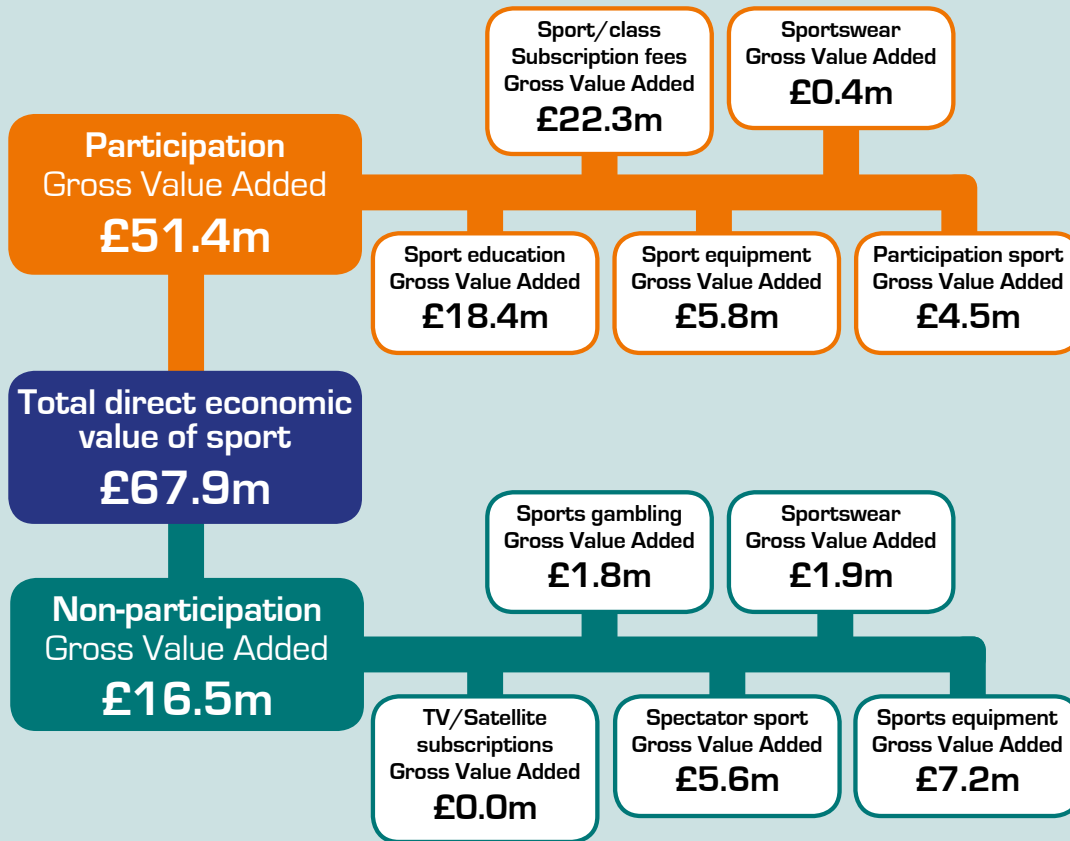 Sport/class
Subscription fees
Gross Value Added
£22.3m
Sportswear
Gross Value Added
£0.4m
Participation
Gross Value Added
£51.4m
Sport education
Gross Value Added
£18.4m
Sport equipment
Gross Value Added
£5.8m
Participation sport
Gross Value Added
£4.5m
Total direct economic
value of sport
£67.9m
Sports gambling
Gross Value Added
£1.8m
Sportswear
Gross Value Added
£1.9m
Non-participation
Gross Value Added
£16.5m
TV/Satellite
subscriptions
Gross Value Added
£0.0m
Spectator sport
Gross Value Added
£5.6m
Sports equipment
Gross Value Added
£7.2m